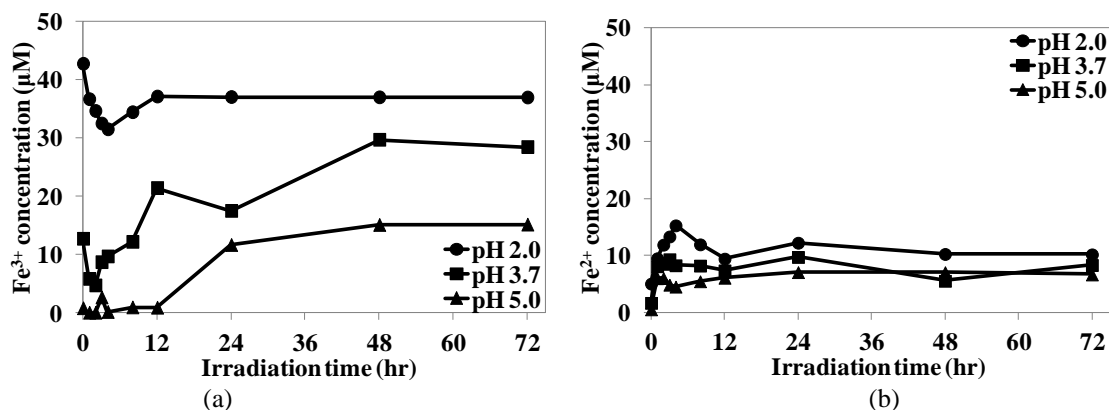 50
40
30
20
10
0
Fe³⁺ concentration (µM)
pH 2.0
pH 3.7
pH 5.0
0 12 24 36 48 60 72
Irradiation time (hr)
(a)
50
40
30
20
10
0
Fe²⁺ concentration (µM)
pH 2.0
pH 3.7
pH 5.0
0 12 24 36 48 60 72
Irradiation time (hr)
(b)